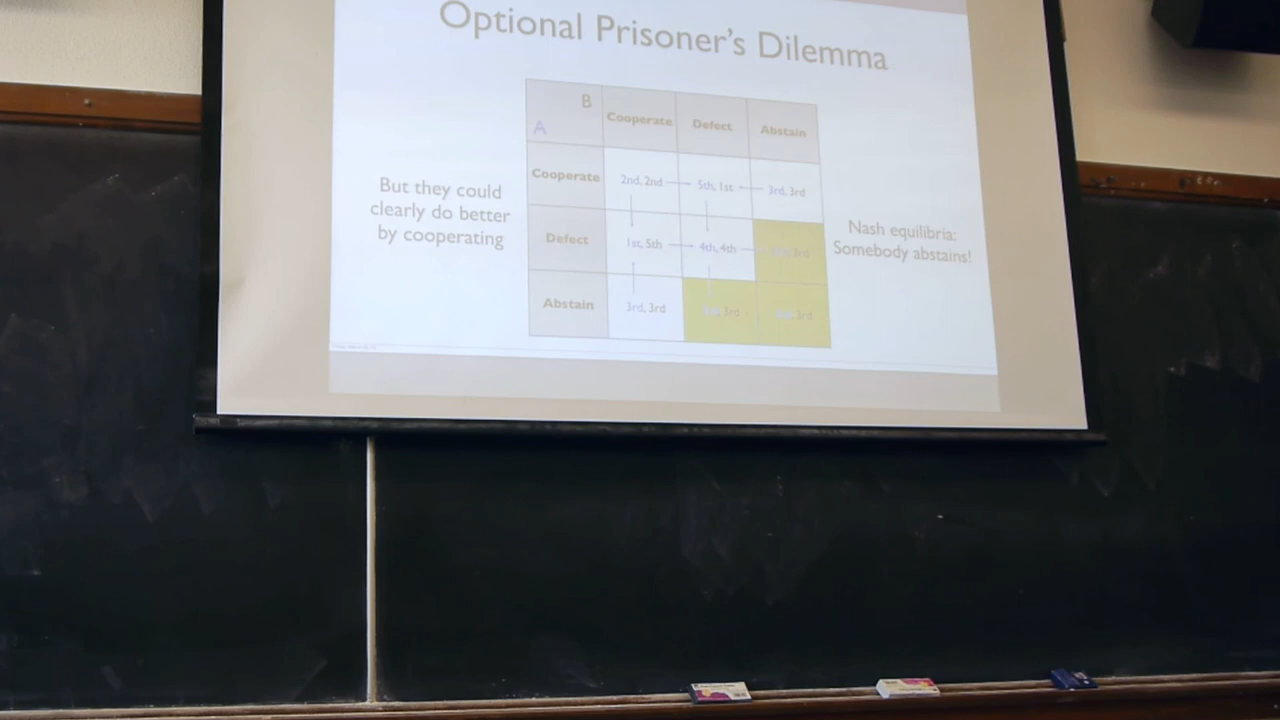 Optional Prisoner's Dilemma
B
A
Cooperate Defect Abstain
Cooperate 2nd, 2nd 5th, 1st 3rd, 3rd
Defect 1st, 5th 4th, 4th 3rd
Abstain 3rd, 3rd 3rd 3rd
But they could
clearly do better
by cooperating
Nash equilibria:
Somebody abstains!